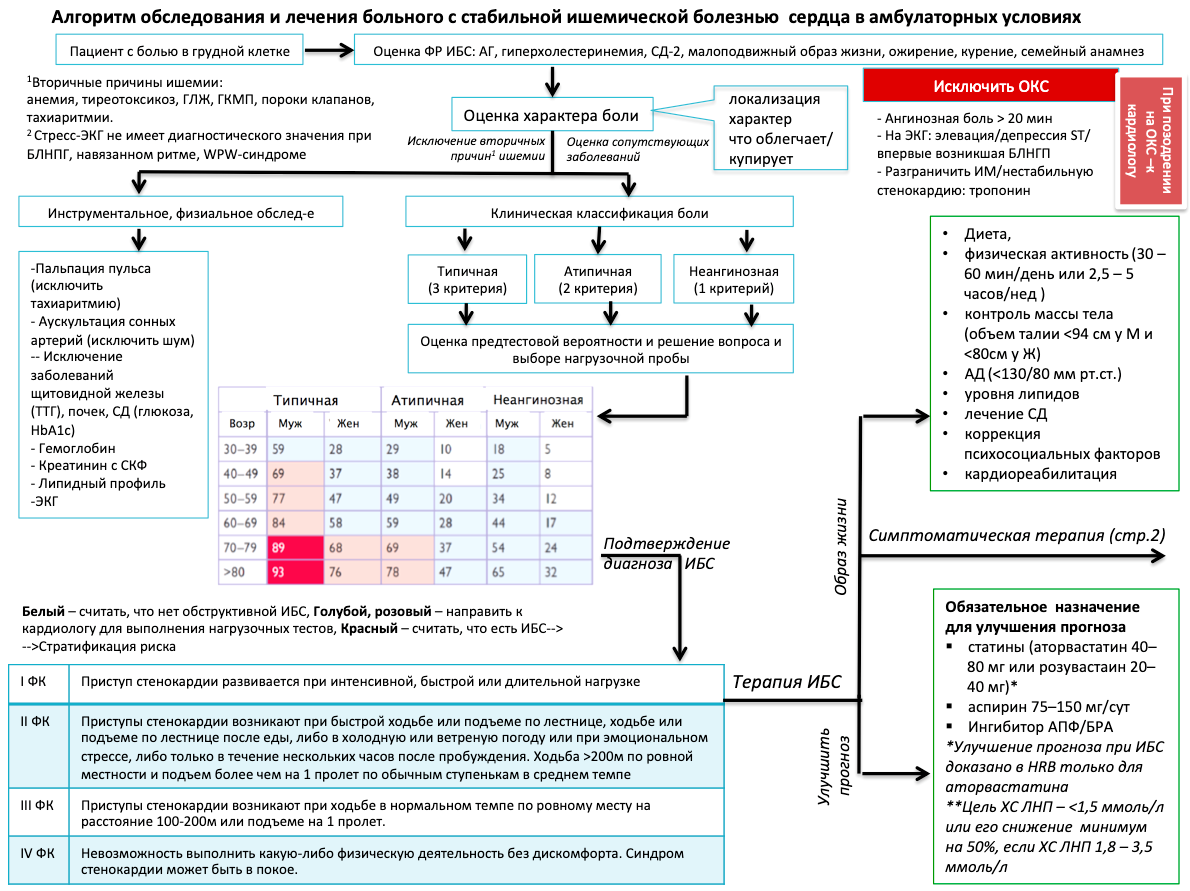 Алгоритм обследования и лечения больного с стабильной ишемической болезнью сердца в амбулаторных условиях
Пациент с болью в грудной клетке
Оценка ФР ИБС: АГ, гиперхолестеринемия, СД-2, малоподвижный образ жизни, ожирение, курение, семейный анамнез
1Вторичные причины ишемии:
анемия, тиреотоксикоз, ГЛЖ, ГКМП, пороки клапанов,
тахиаритмии.
2 Стресс-ЭКГ не имеет диагностического значения при
БЛНПГ, навязанном ритме, WPW-синдроме
Оценка характера боли
локализация
характер
что облегчает/
купирует
Исключить ОКС
- Ангинозная боль > 20 мин
- На ЭКГ: элевация/депрессия ST/
впервые возникшая БЛНГП
- Разграничить ИМ/нестабильную
стенокардию: тропонин
При позодрении
на ОКС –к
кардиологу
Исключение вторичных
причин1 ишемии
Оценка сопутствующих
заболеваний
Инструментальное, физиальное обслед-е
Клиническая классификация боли
-Пальпация пульса
(исключить
тахиаритмию)
- Аускультация сонных
артерий (исключить шум)
-- Исключение
заболеваний
щитовидной железы
(ТТГ), почек, СД (глюкоза,
HbA1c)
- Гемоглобин
- Креатинин с СКФ
- Липидный профиль
-ЭКГ
Типичная
(3 критерия)
Атипичная
(2 критерия)
Неангинозная
(1 критерий)
Оценка предтестовой вероятности и решение вопроса и
выборе нагрузочной пробы
Типичная Атипичная Неангинозная
Возр Муж Жен Муж Жен Муж Жен
30–39 59 28 29 10 18 5
40–49 69 37 38 14 25 8
50–59 77 47 49 20 34 12
60–69 84 58 59 28 44 17
70–79 89 68 69 37 54 24
>80 93 76 78 47 65 32
Белый – считать, что нет обструктивной ИБС, Голубой, розовый – направить к
кардиологу для выполнения нагрузочных тестов, Красный – считать, что есть ИБС-->
-->Стратификация риска
Подтверждение
диагноза ИБС
I ФК Приступ стенокардии развивается при интенсивной, быстрой или длительной нагрузке
II ФК Приступы стенокардии возникают при быстрой ходьбе или подъеме по лестнице, ходьбе или
подъеме по лестнице после еды, либо в холодную или ветреную погоду или при эмоциональном
стрессе, либо только в течение нескольких часов после пробуждения. Ходьба >200м по ровной
местности и подъем более чем на 1 пролет по обычным ступенькам в среднем темпе
III ФК Приступы стенокардии возникают при ходьбе в нормальном темпе по ровному месту на
расстояние 100-200м или подъеме на 1 пролет.
IV ФК Невозможность выполнить какую-либо физическую деятельность без дискомфорта. Синдром
стенокардии может быть в покое.
Терапия ИБС
Образ жизни
Улучшить
прогноз
• Диета,
• физическая активность (30 –
60 мин/день или 2,5 – 5
часов/нед )
• контроль массы тела
(объем талии <94 см у М и
<80см у Ж)
• АД (<130/80 мм рт.ст.)
• уровня липидов
• лечение СД
• коррекция
психосоциальных факторов
• кардиореабилитация
Симптоматическая терапия (стр.2)
Обязательное назначение
для улучшения прогноза
▪ статины (аторвастатин 40–
80 мг или розувастаин 20–
40 мг)*
▪ аспирин 75–150 мг/сут
▪ Ингибитор АПФ/БРА
*Улучшение прогноза при ИБС
доказано в HRB только для
аторвастатина
**Цель ХС ЛНП – <1,5 ммоль/л
или его снижение минимум
на 50%, если ХС ЛНП 1,8 – 3,5
ммоль/л